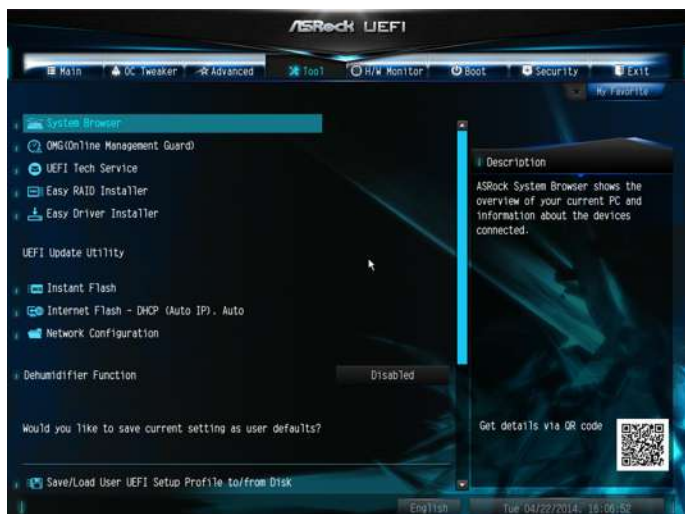 ASRock UEFI
Main OC Tweaker Advanced Tool H/W Monitor Boot Security Exit
My Favorite
System Browser
OMG(Online Management Guard)
UEFI Tech Service
Easy RAID Installer
Easy Driver Installer
UEFI Update Utility
Instant Flash
Internet Flash - DHCP (Auto IP). Auto
Network Configuration
Dehumidifier Function Disabled
Would you like to save current setting as user defaults?
Save/Load User UEFI Setup Profile to/from Disk
Description
ASRock System Browser shows the
overview of your current PC and
information about the devices
connected.
Get details via QR code
English Tue 04/22/2014. 16:06:52